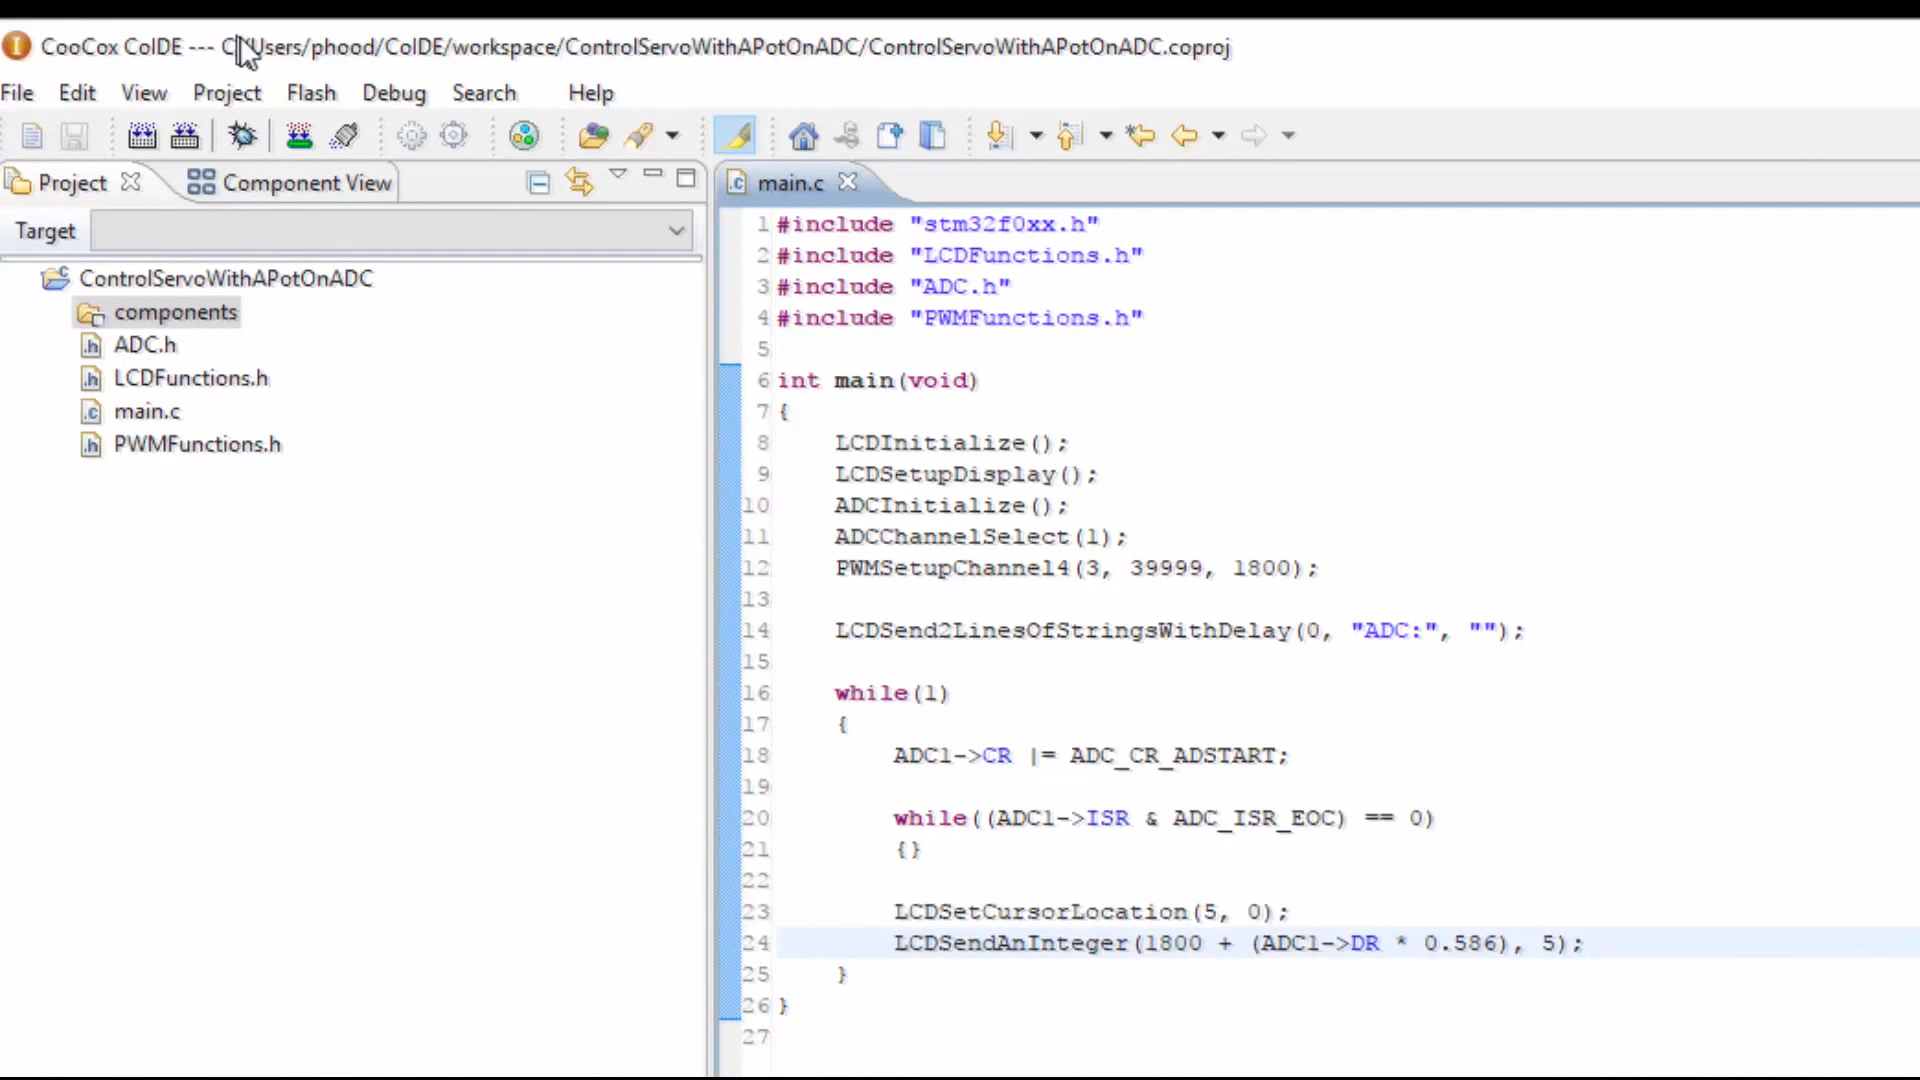 CooCox CoIDE --- C:/Users/phood/CoIDE/workspace/ControlServoWithAPotOnADC/ControlServoWithAPotOnADC.coproj
File Edit View Project Flash Debug Search Help
Project Component View
main.c
Target
ControlServoWithAPotOnADC
components
ADC.h
LCDFunctions.h
main.c
PWMFunctions.h
1 #include "stm32f0xx.h"
2 #include "LCDFunctions.h"
3 #include "ADC.h"
4 #include "PWMFunctions.h"
5
6 int main(void)
7 {
8 LCDInitialize();
9 LCDSetupDisplay();
10 ADCInitialize();
11 ADCChannelSelect(1);
12 PWMSetupChannel4(3, 39999, 1800);
13
14 LCDSend2LinesOfStringsWithDelay(0, "ADC:", "");
15
16 while(1)
17 {
18 ADC1->CR |= ADC_CR_ADSTART;
19
20 while((ADC1->ISR & ADC_ISR_EOC) == 0)
21 {}
22
23 LCDSetCursorLocation(5, 0);
24 LCDSendAnInteger(1800 + (ADC1->DR * 0.586), 5);
25 }
26 }
27